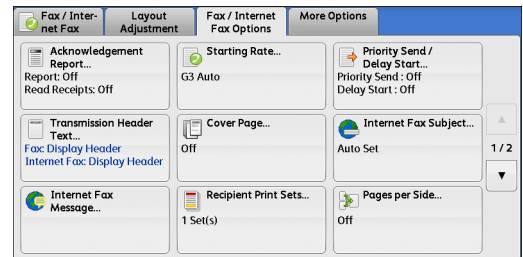 Fax / Inter-
net Fax
Layout
Adjustment
Fax / Internet
Fax Options
More Options
Acknowledgement
Report...
Report: Off
Read Receipts: Off
Starting Rate...
G3 Auto
Priority Send /
Delay Start...
Priority Send : Off
Delay Start : Off
Transmission Header
Text...
Fax: Display Header
Internet Fax: Display Header
Cover Page...
Off
Internet Fax Subject...
Auto Set
1 / 2
Internet Fax
Message...
Recipient Print Sets...
1 Set(s)
Pages per Side...
Off